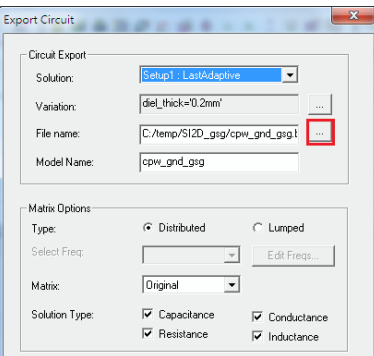 Export Circuit
Circuit Export
Solution: Setup1 : LastAdaptive
Variation: diel_thick='0.2mm' ...
File name: C:/temp/SI2D_gsg/cpw_gnd_gsg.t ...
Model Name: cpw_gnd_gsg
Matrix Options
Type: Distributed Lumped
Select Freq: Edit Freqs...
Matrix: Original
Solution Type: Capacitance Conductance
Resistance Inductance